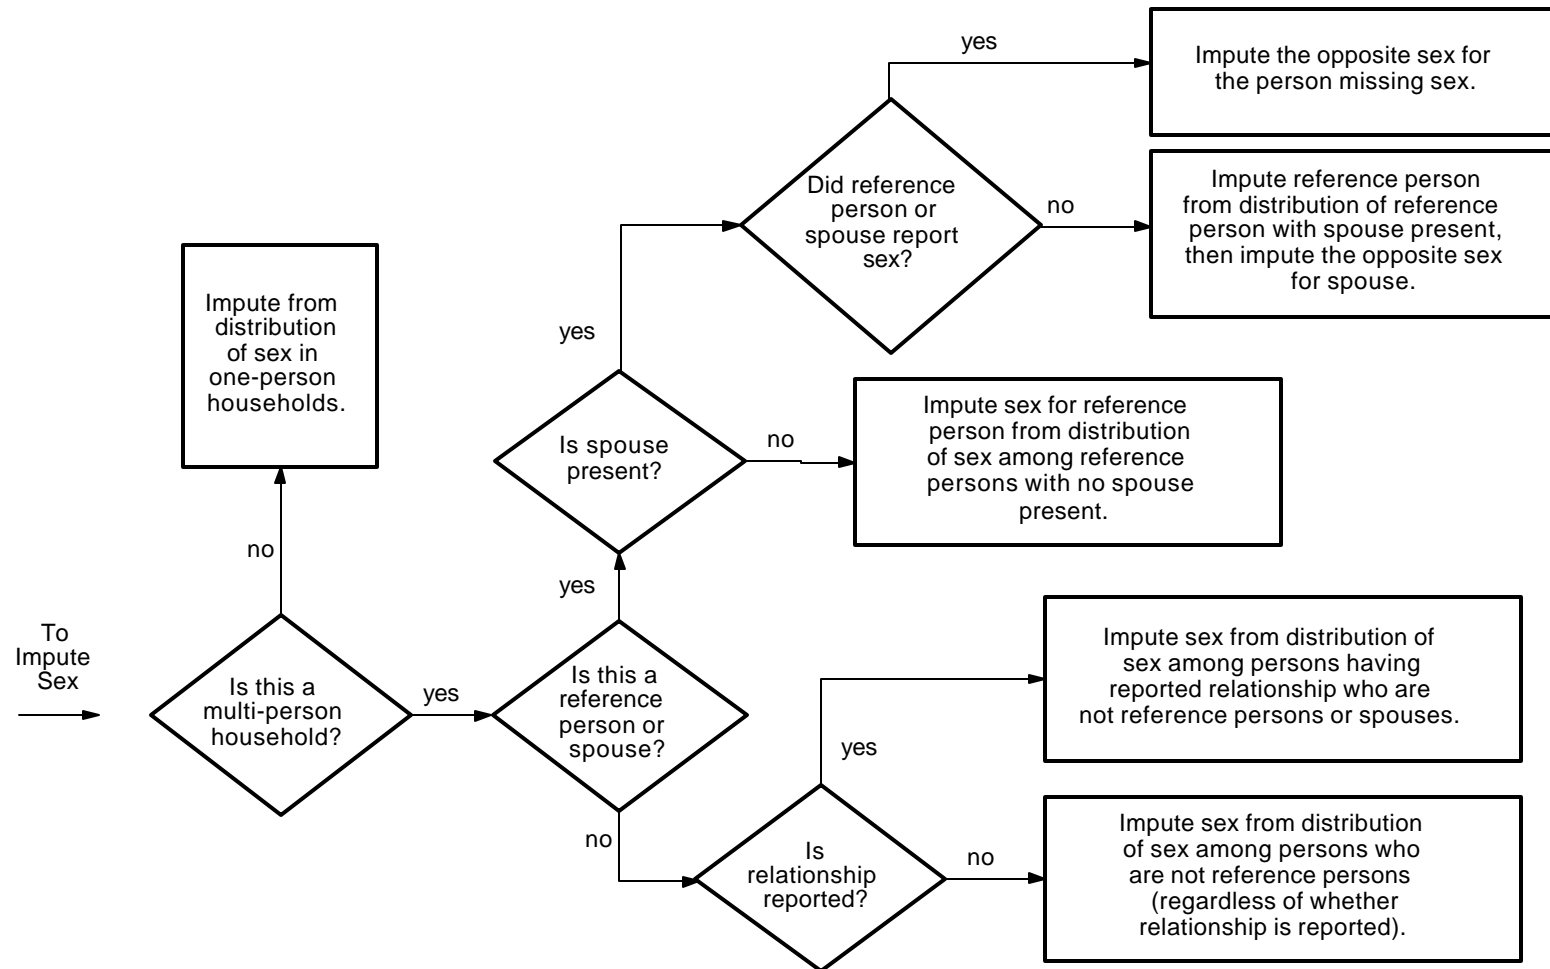 To
Impute
Sex
Is this a
multi-person
household?
no
Impute from
distribution
of sex in
one-person
households.
yes
Is this a
reference
person or
spouse?
yes
Is spouse
present?
yes
Did reference
person or
spouse report
sex?
yes
Impute the opposite sex for
the person missing sex.
no
Impute reference person
from distribution of reference
person with spouse present,
then impute the opposite sex
for spouse.
no
Impute sex for reference
person from distribution
of sex among reference
persons with no spouse
present.
no
Is
relationship
reported?
yes
Impute sex from distribution of
sex among persons having
reported relationship who are
not reference persons or spouses.
no
Impute sex from distribution
of sex among persons who
are not reference persons
(regardless of whether
relationship is reported).